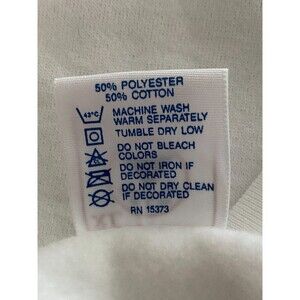 50% POLYESTER
50% COTTON
42°C
MACHINE WASH
WARM SEPARATELY
TUMBLE DRY LOW
DO NOT BLEACH
COLORS
DO NOT IRON IF
DECORATED
DO NOT DRY CLEAN
IF DECORATED
RN 15373